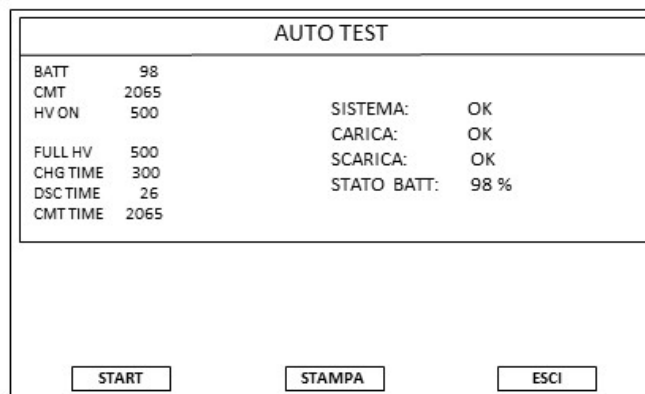 AUTO TEST
BATT 98
CMT 2065
HV ON 500
FULL HV 500
CHG TIME 300
DSC TIME 26
CMT TIME 2065
SISTEMA: OK
CARICA: OK
SCARICA: OK
STATO BATT: 98 %
START STAMPA ESCI